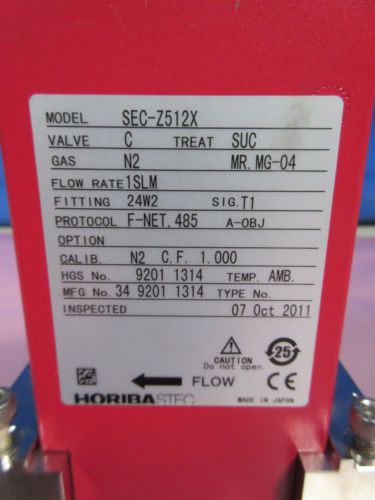 MODEL SEC-Z512X
VALVE C TREAT SUC
GAS N2 MR. MG-04
FLOW RATE 1SLM
FITTING 24W2 SIG. T1
PROTOCOL F-NET, 485 A-OBJ
OPTION
CALIB. N2 C.F. 1.000
HGS No. 9201 1314 TEMP. AMB.
MFG No. 34 9201 1314 TYPE No.
INSPECTED 07 Oct 2011
CAUTION
Do not open.
25
FLOW CE
HORIBASTEC MADE IN JAPAN